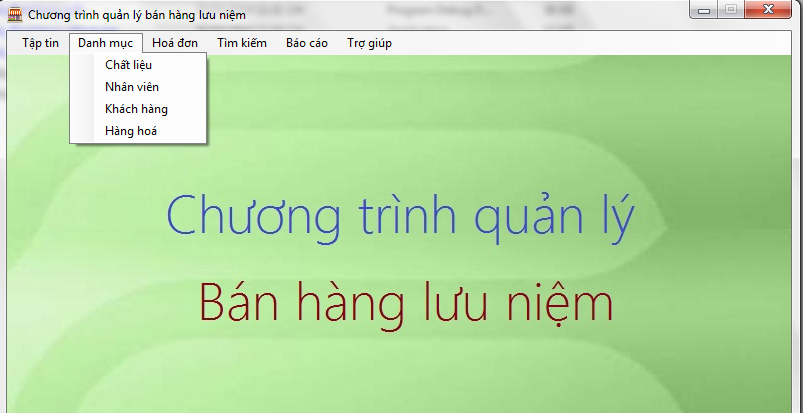 Chương trình quản lý bán hàng lưu niệm
Tập tin Danh mục Hoá đơn Tìm kiếm Báo cáo Trợ giúp
Chất liệu
Nhân viên
Khách hàng
Hàng hoá
Chương trình quản lý
Bán hàng lưu niệm